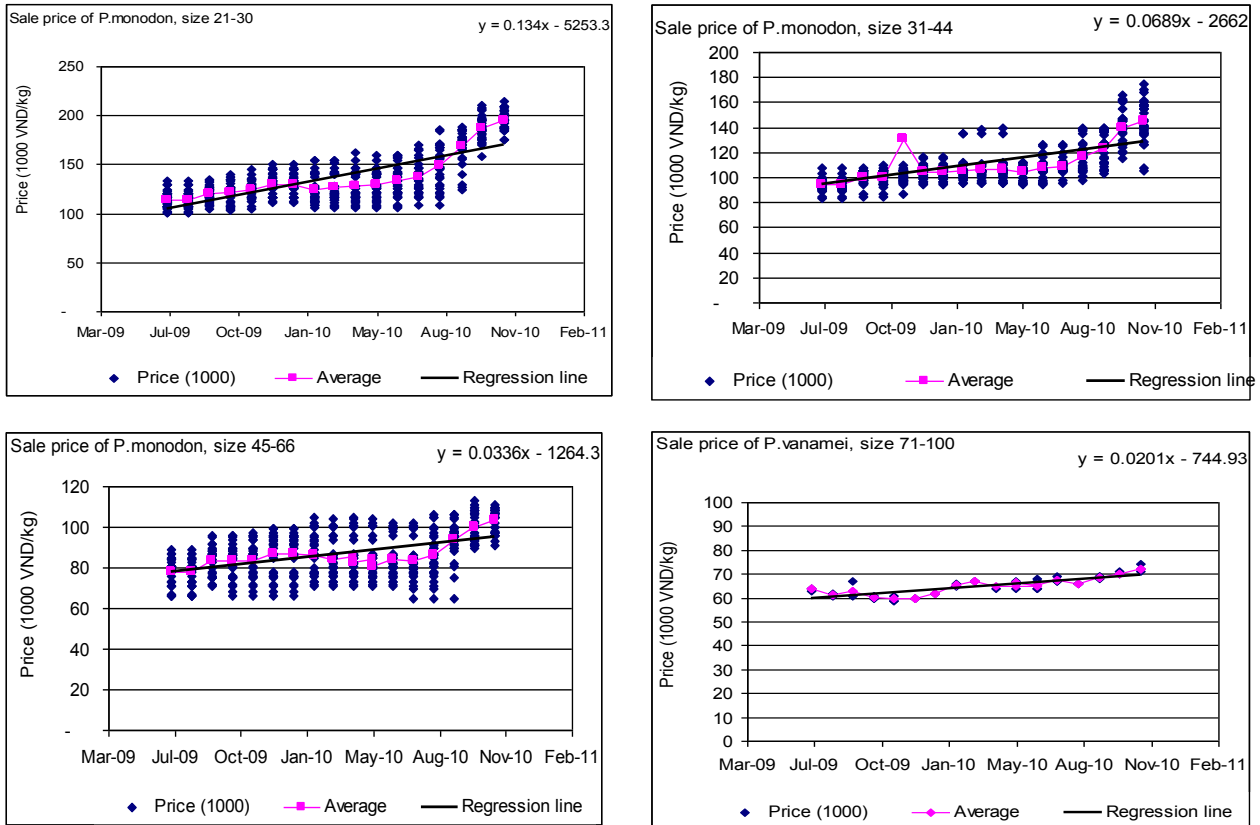 Sale price of P.monodon, size 21-30
y = 0.134x - 5253.3
Price (1000 VND/kg)
250
200
150
100
50
-
Mar-09 Jul-09 Oct-09 Jan-10 May-10 Aug-10 Nov-10 Feb-11
Price (1000) Average Regression line
Sale price of P.monodon, size 31-44
y = 0.0689x - 2662
Price (1000 VND/kg)
200
180
160
140
120
100
80
60
40
20
-
Mar-09 Jul-09 Oct-09 Jan-10 May-10 Aug-10 Nov-10 Feb-11
Price (1000) Average Regression line
Sale price of P.monodon, size 45-66
y = 0.0336x - 1264.3
Price (1000 VND/kg)
120
100
80
60
40
20
-
Mar-09 Jul-09 Oct-09 Jan-10 May-10 Aug-10 Nov-10 Feb-11
Price (1000) Average Regression line
Sale price of P.vanamei, size 71-100
y = 0.0201x - 744.93
Price (1000 VND/kg)
100
90
80
70
60
50
40
30
20
10
0
Mar-09 Jul-09 Oct-09 Jan-10 May-10 Aug-10 Nov-10 Feb-11
Price (1000) Average Regression line